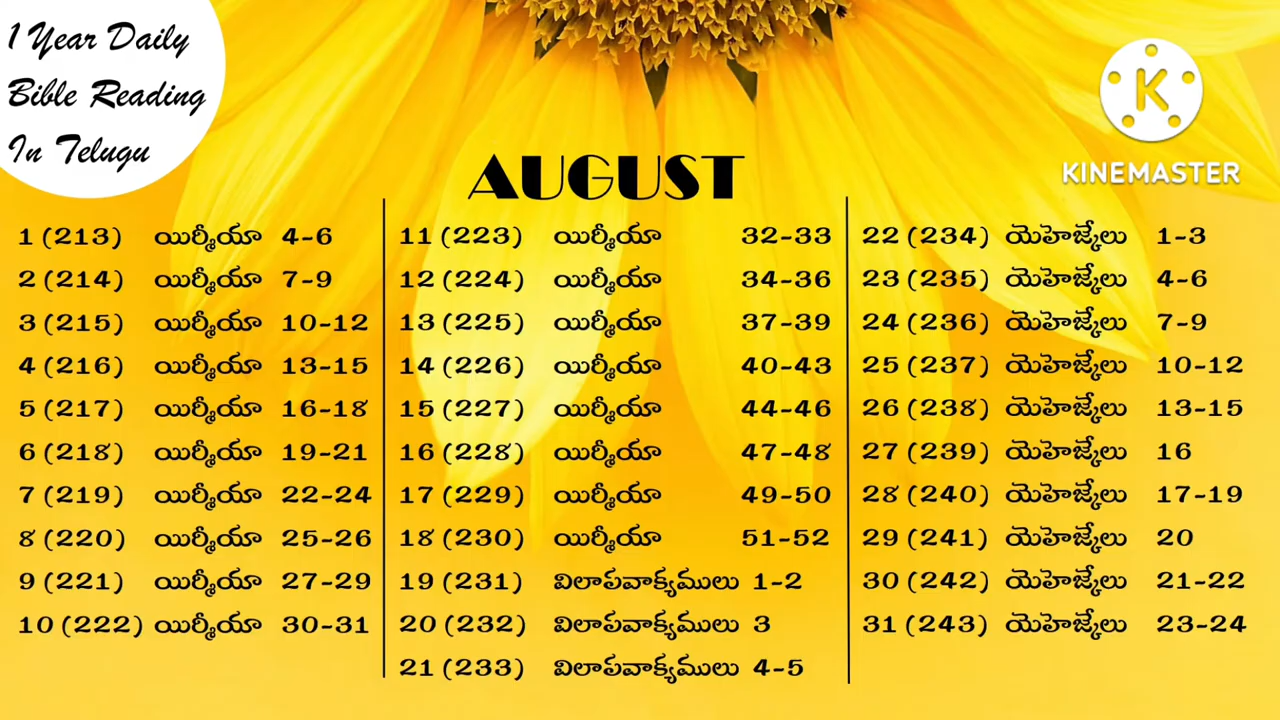 1 Year Daily
Bible Reading
In Telugu
KINEMASTER
AUGUST
1 (213) యిర్మీయా 4-6
2 (214) యిర్మీయా 7-9
3 (215) యిర్మీయా 10-12
4 (216) యిర్మీయా 13-15
5 (217) యిర్మీయా 16-18
6 (218) యిర్మీయా 19-21
7 (219) యిర్మీయా 22-24
8 (220) యిర్మీయా 25-26
9 (221) యిర్మీయా 27-29
10 (222) యిర్మీయా 30-31
11 (223) యిర్మీయా 32-33
12 (224) యిర్మీయా 34-36
13 (225) యిర్మీయా 37-39
14 (226) యిర్మీయా 40-43
15 (227) యిర్మీయా 44-46
16 (228) యిర్మీయా 47-48
17 (229) యిర్మీయా 49-50
18 (230) యిర్మీయా 51-52
19 (231) విలాపవాక్యములు 1-2
20 (232) విలాపవాక్యములు 3
21 (233) విలాపవాక్యములు 4-5
22 (234) యెహెజ్కేలు 1-3
23 (235) యెహెజ్కేలు 4-6
24 (236) యెహెజ్కేలు 7-9
25 (237) యెహెజ్కేలు 10-12
26 (238) యెహెజ్కేలు 13-15
27 (239) యెహెజ్కేలు 16
28 (240) యెహెజ్కేలు 17-19
29 (241) యెహెజ్కేలు 20
30 (242) యెహెజ్కేలు 21-22
31 (243) యెహెజ్కేలు 23-24